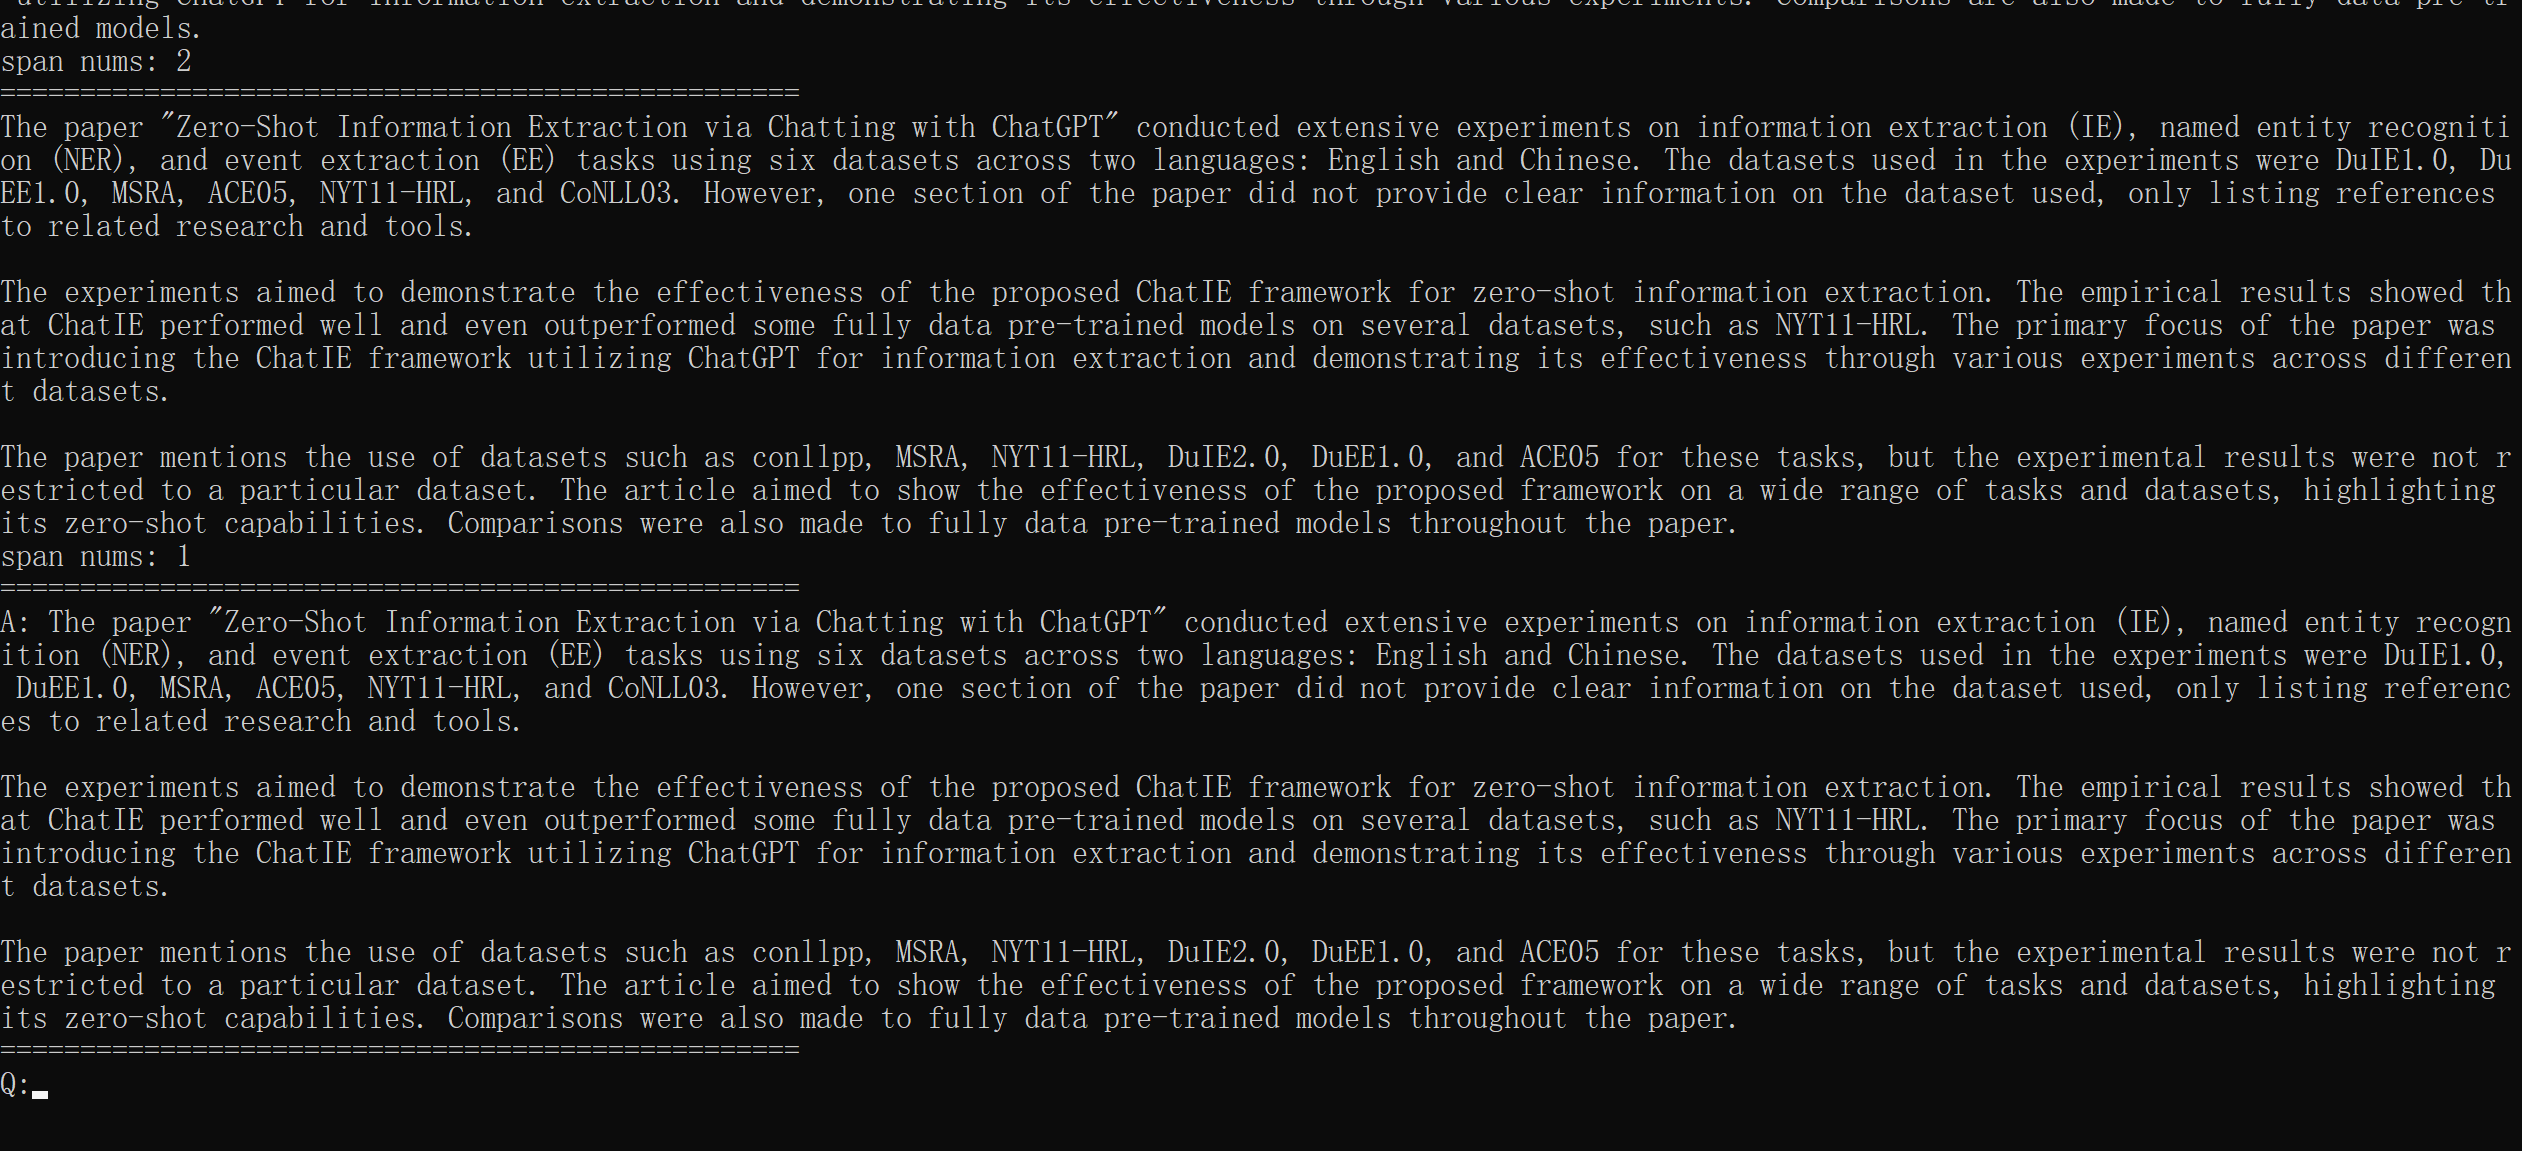 utilizing ChatGPT for information extraction and demonstrating its effectiveness through various experiments. Comparisons are also made to fully data pre-tr
ained models.
span nums: 2
==================================================
The paper "Zero-Shot Information Extraction via Chatting with ChatGPT" conducted extensive experiments on information extraction (IE), named entity recogniti
on (NER), and event extraction (EE) tasks using six datasets across two languages: English and Chinese. The datasets used in the experiments were DuIE1.0, Du
EE1.0, MSRA, ACE05, NYT11-HRL, and CoNLL03. However, one section of the paper did not provide clear information on the dataset used, only listing references
to related research and tools.

The experiments aimed to demonstrate the effectiveness of the proposed ChatIE framework for zero-shot information extraction. The empirical results showed th
at ChatIE performed well and even outperformed some fully data pre-trained models on several datasets, such as NYT11-HRL. The primary focus of the paper was
introducing the ChatIE framework utilizing ChatGPT for information extraction and demonstrating its effectiveness through various experiments across differen
t datasets.

The paper mentions the use of datasets such as conllpp, MSRA, NYT11-HRL, DuIE2.0, DuEE1.0, and ACE05 for these tasks, but the experimental results were not r
estricted to a particular dataset. The article aimed to show the effectiveness of the proposed framework on a wide range of tasks and datasets, highlighting
its zero-shot capabilities. Comparisons were also made to fully data pre-trained models throughout the paper.
span nums: 1
==================================================
A: The paper "Zero-Shot Information Extraction via Chatting with ChatGPT" conducted extensive experiments on information extraction (IE), named entity recogn
ition (NER), and event extraction (EE) tasks using six datasets across two languages: English and Chinese. The datasets used in the experiments were DuIE1.0,
DuEE1.0, MSRA, ACE05, NYT11-HRL, and CoNLL03. However, one section of the paper did not provide clear information on the dataset used, only listing referenc
es to related research and tools.

The experiments aimed to demonstrate the effectiveness of the proposed ChatIE framework for zero-shot information extraction. The empirical results showed th
at ChatIE performed well and even outperformed some fully data pre-trained models on several datasets, such as NYT11-HRL. The primary focus of the paper was
introducing the ChatIE framework utilizing ChatGPT for information extraction and demonstrating its effectiveness through various experiments across differen
t datasets.

The paper mentions the use of datasets such as conllpp, MSRA, NYT11-HRL, DuIE2.0, DuEE1.0, and ACE05 for these tasks, but the experimental results were not r
estricted to a particular dataset. The article aimed to show the effectiveness of the proposed framework on a wide range of tasks and datasets, highlighting
its zero-shot capabilities. Comparisons were also made to fully data pre-trained models throughout the paper.
==================================================
Q: